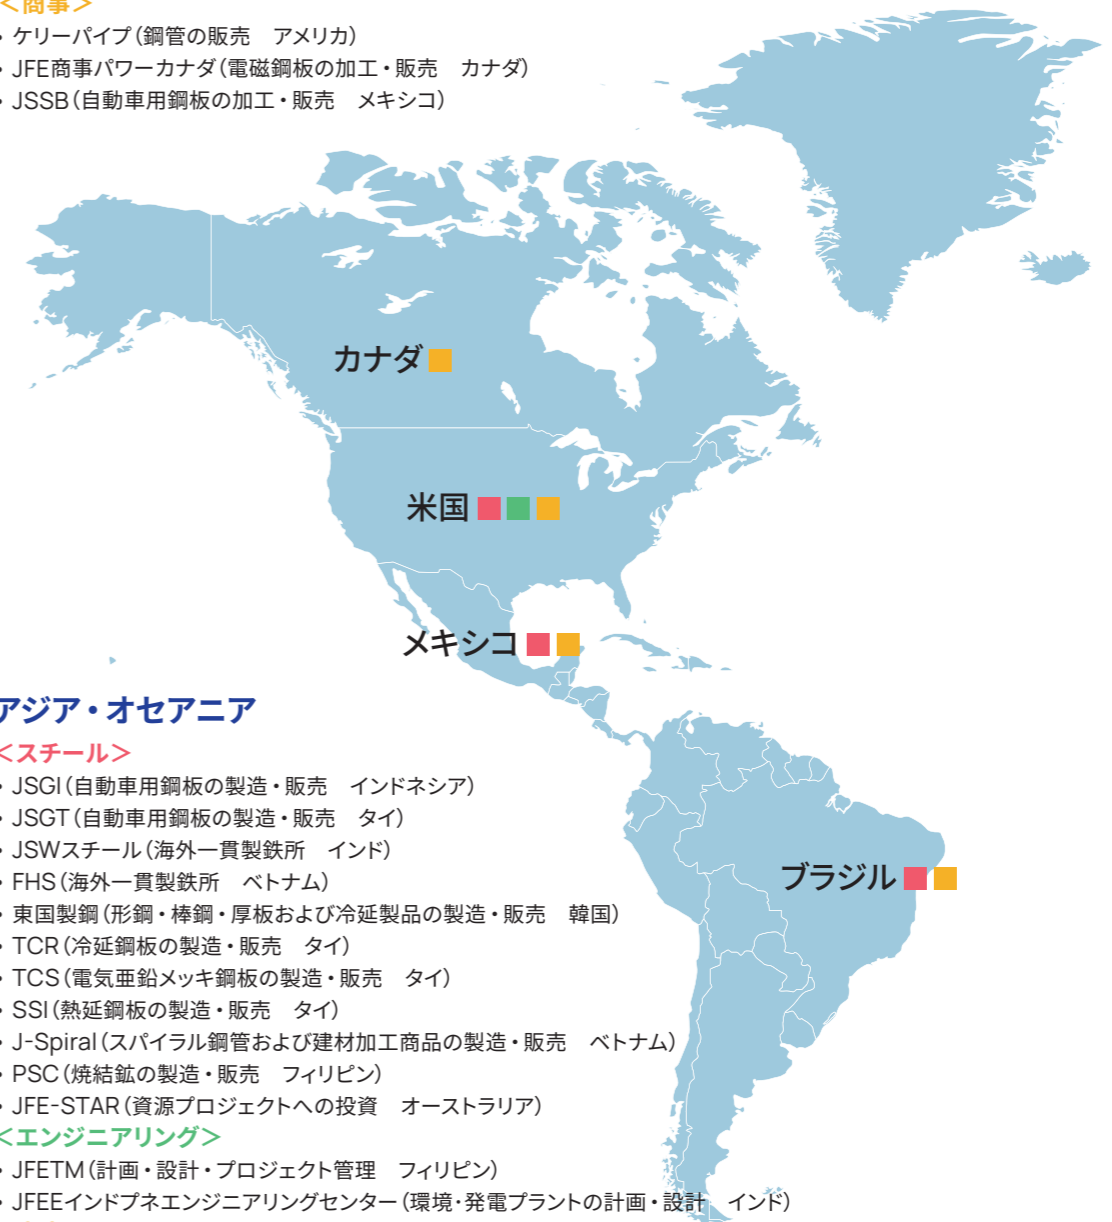 ＜商事＞
・ケリーパイプ（鋼管の販売　アメリカ）
・JFE商事パワーカナダ（電磁鋼板の加工・販売　カナダ）
・JSSB（自動車用鋼板の加工・販売　メキシコ）
カナダ
米国
メキシコ
ブラジル
アジア・オセアニア
＜スチール＞
・JSGI（自動車用鋼板の製造・販売　インドネシア）
・JSGT（自動車用鋼板の製造・販売　タイ）
・JSWスチール（海外一貫製鉄所　インド）
・FHS（海外一貫製鉄所　ベトナム）
・東国製鋼（形鋼・棒鋼・厚板および冷延製品の製造・販売　韓国）
・TCR（冷延鋼板の製造・販売　タイ）
・TCS（電気亜鉛メッキ鋼板の製造・販売　タイ）
・SSI（熱延鋼板の製造・販売　タイ）
・J-Spiral（スパイラル鋼管および建材加工商品の製造・販売　ベトナム）
・PSC（焼結鉱の製造・販売　フィリピン）
・JFE-STAR（資源プロジェクトへの投資　オーストラリア）
＜エンジニアリング＞
・JFETM（計画・設計・プロジェクト管理　フィリピン）
・JFEEインドプネエンジニアリングセンター（環境・発電プラントの計画・設計　インド）